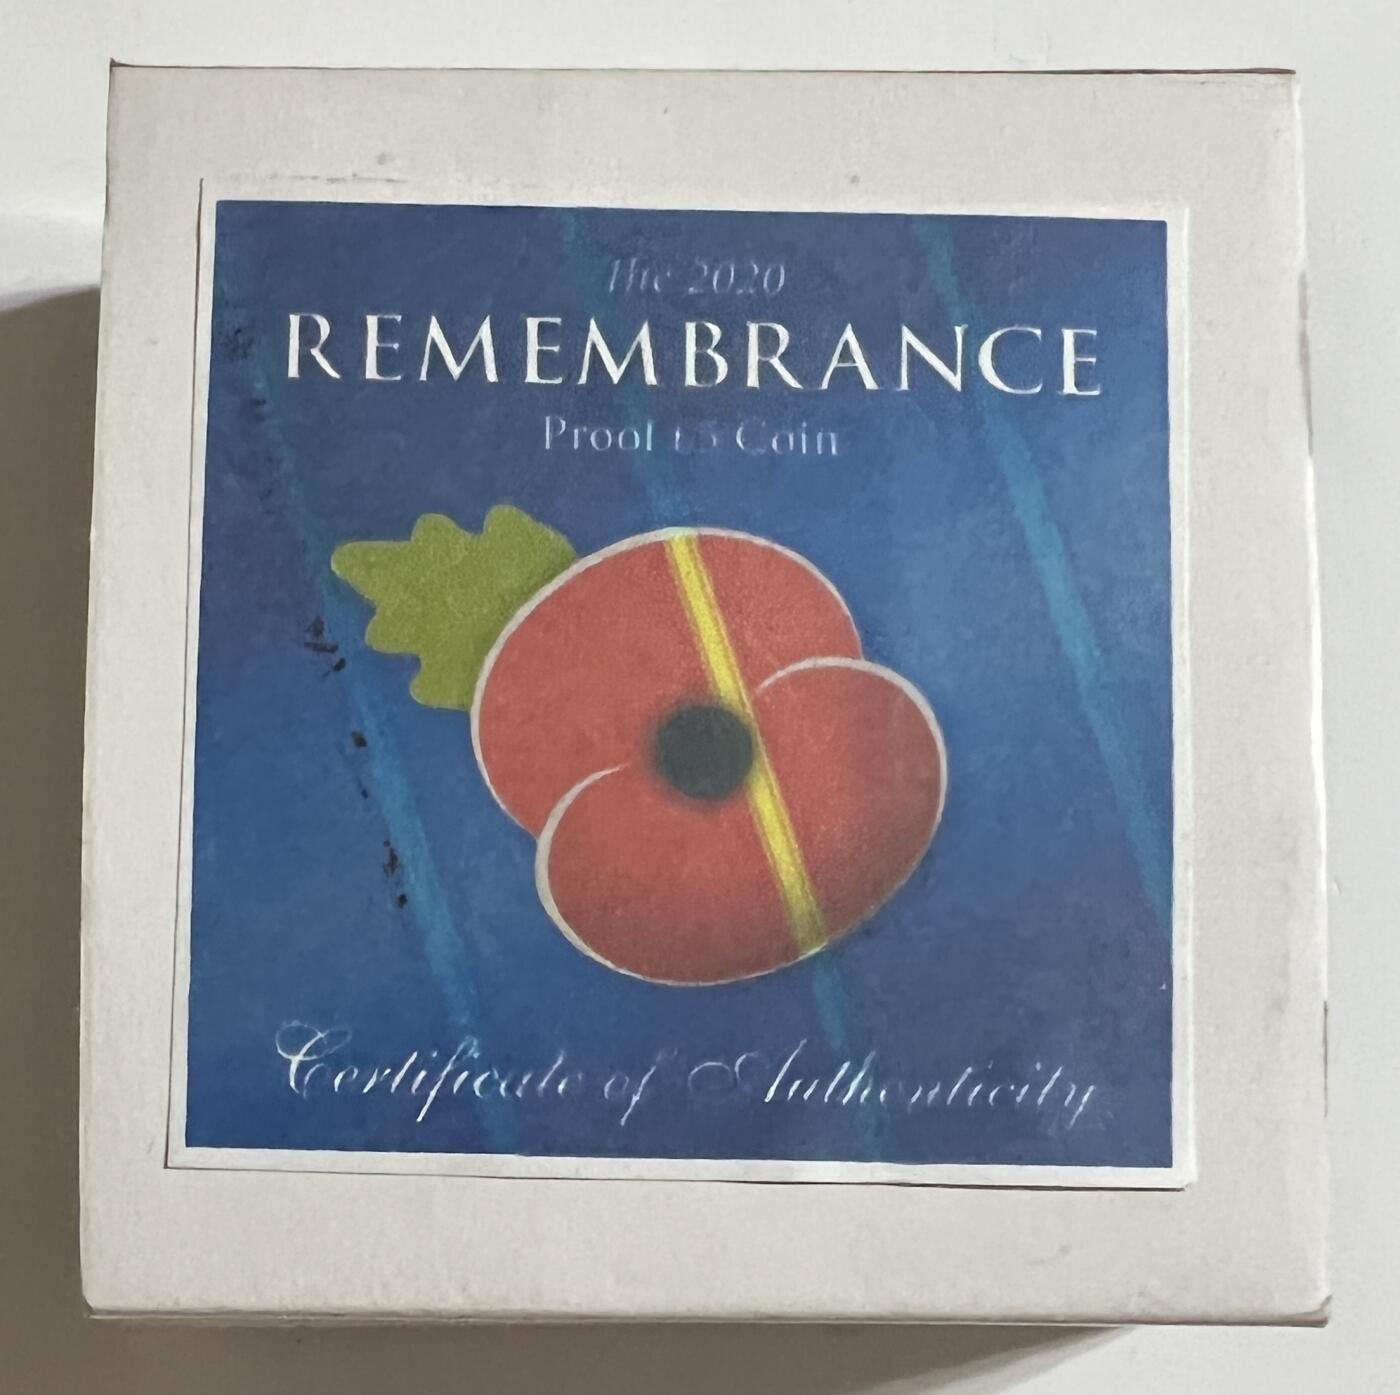 The 2020
REMEMBRANCE
Proof £5 Coin
Certificate of Authenticity